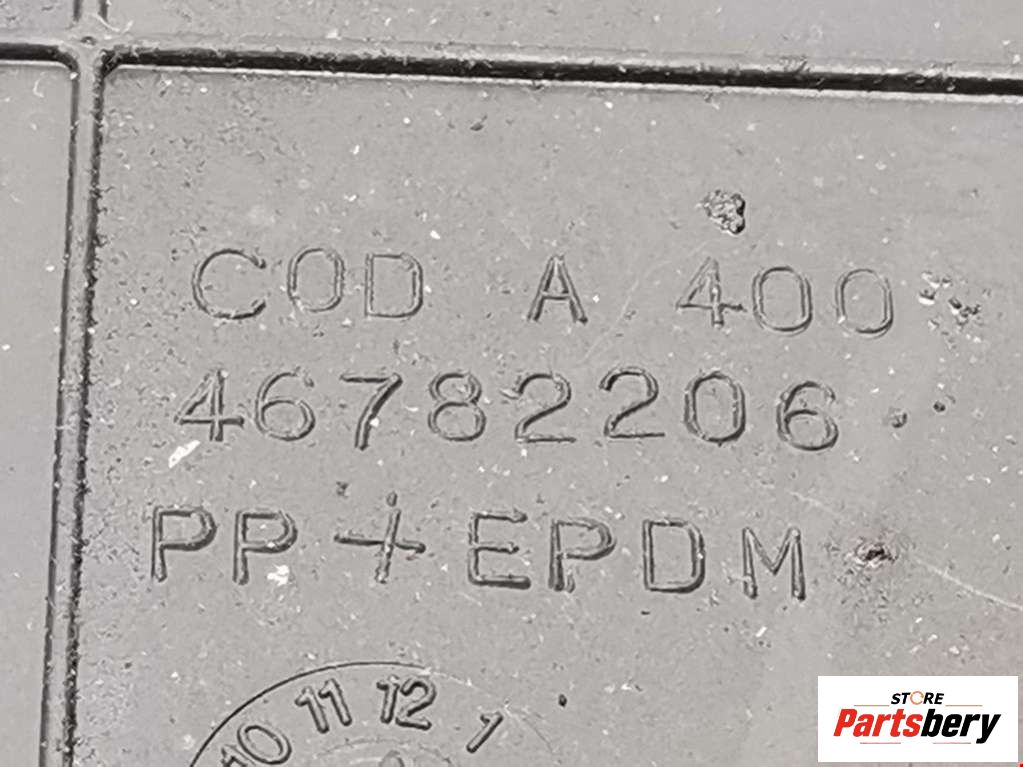 COD A 400
46782206
PP+EPDM
10 11 12 1
STORE
Partsbery